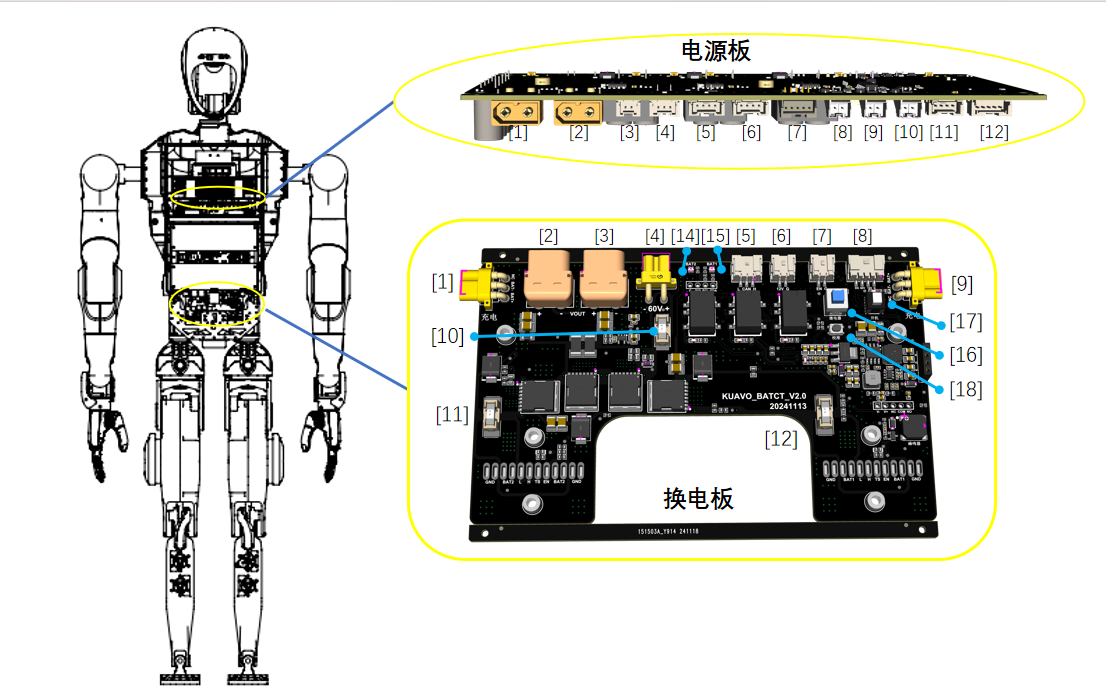 电源板
[1] [2] [3] [4] [5] [6] [7] [8] [9] [10] [11] [12]
[2] [3] [4] [14] [15] [5] [6] [7] [8]
[1] [9]
BAT2 BAT1
充电
- 60V +
+ VOUT +
[17]
[10]
[16]
[18]
KUAVO_BATCT_V2.0
20241113
[11]
[12]
GND BAT2 L H TS EN BAT2 GND
GND BAT1 L H TS EN BAT1 GND
换电板
151503A_Y914 241118